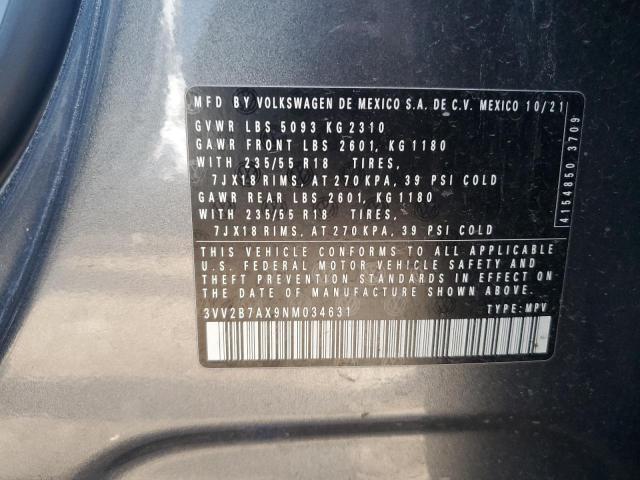 MFD BY VOLKSWAGEN DE MEXICO S.A. DE C.V. MEXICO 10/21
GVWR LBS 5093 KG 2310
GAWR FRONT LBS 2601, KG 1180
WITH 235/55 R18 TIRES,
7JX18 RIMS, AT 270 KPA, 39 PSI COLD
GAWR REAR LBS 2601, KG 1180
WITH 235/55 R18 TIRES,
7JX18 RIMS, AT 270 KPA, 39 PSI COLD
THIS VEHICLE CONFORMS TO ALL APPLICABLE
U.S. FEDERAL MOTOR VEHICLE SAFETY AND
THEFT PREVENTION STANDARDS IN EFFECT ON
THE DATE OF MANUFACTURE SHOWN ABOVE.
3VV2B7AX9NM034631 TYPE: MPV
4154850 3709